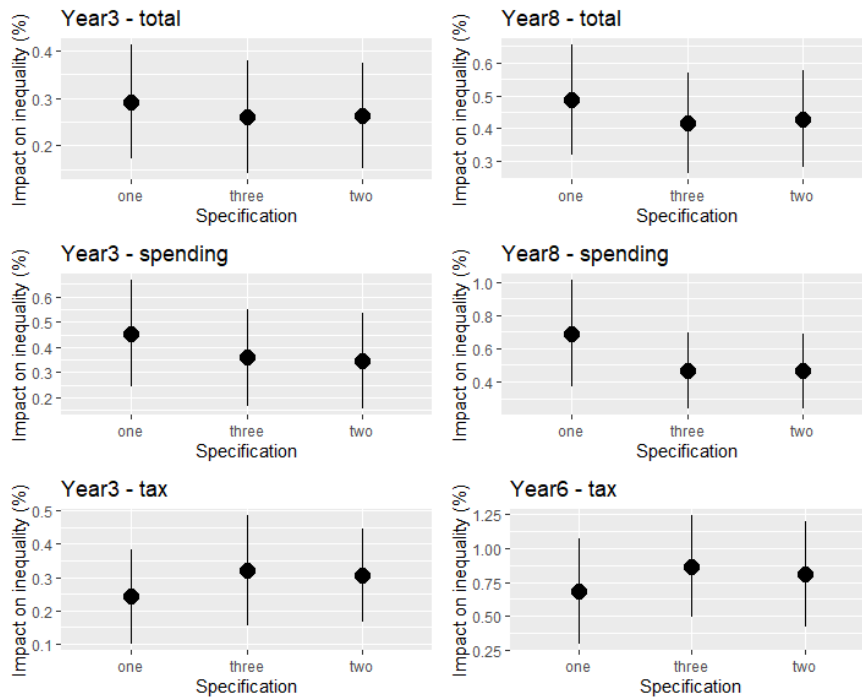 Year3 - total
Impact on inequality (%)
0.4
0.3
0.2
one three two
Specification
Year8 - total
Impact on inequality (%)
0.6
0.5
0.4
0.3
one three two
Specification
Year3 - spending
Impact on inequality (%)
0.6
0.5
0.4
0.3
0.2
one three two
Specification
Year8 - spending
Impact on inequality (%)
1.0
0.8
0.6
0.4
one three two
Specification
Year3 - tax
Impact on inequality (%)
0.5
0.4
0.3
0.2
0.1
one three two
Specification
Year6 - tax
Impact on inequality (%)
1.25
1.00
0.75
0.50
0.25
one three two
Specification